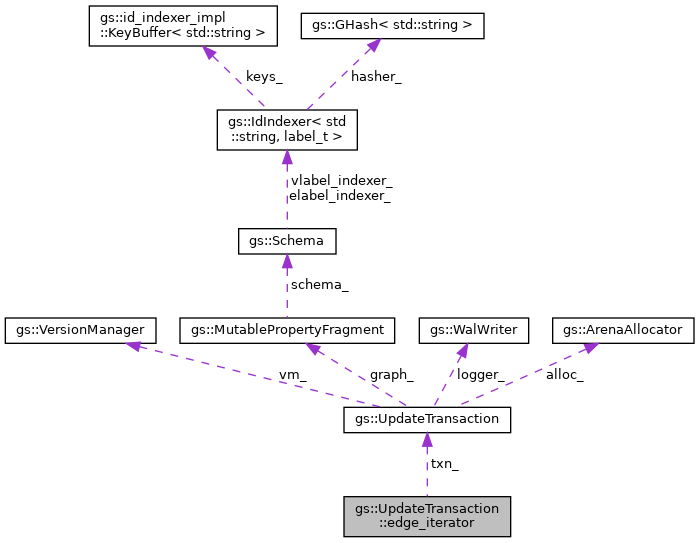 gs::id_indexer_impl
::KeyBuffer< std::string >
gs::GHash< std::string >
keys_
hasher_
gs::IdIndexer< std
::string, label_t >
vlabel_indexer_
elabel_indexer_
gs::Schema
schema_
gs::VersionManager
gs::MutablePropertyFragment
gs::WalWriter
gs::ArenaAllocator
vm_
graph_
logger_
alloc_
gs::UpdateTransaction
txn_
gs::UpdateTransaction
::edge_iterator